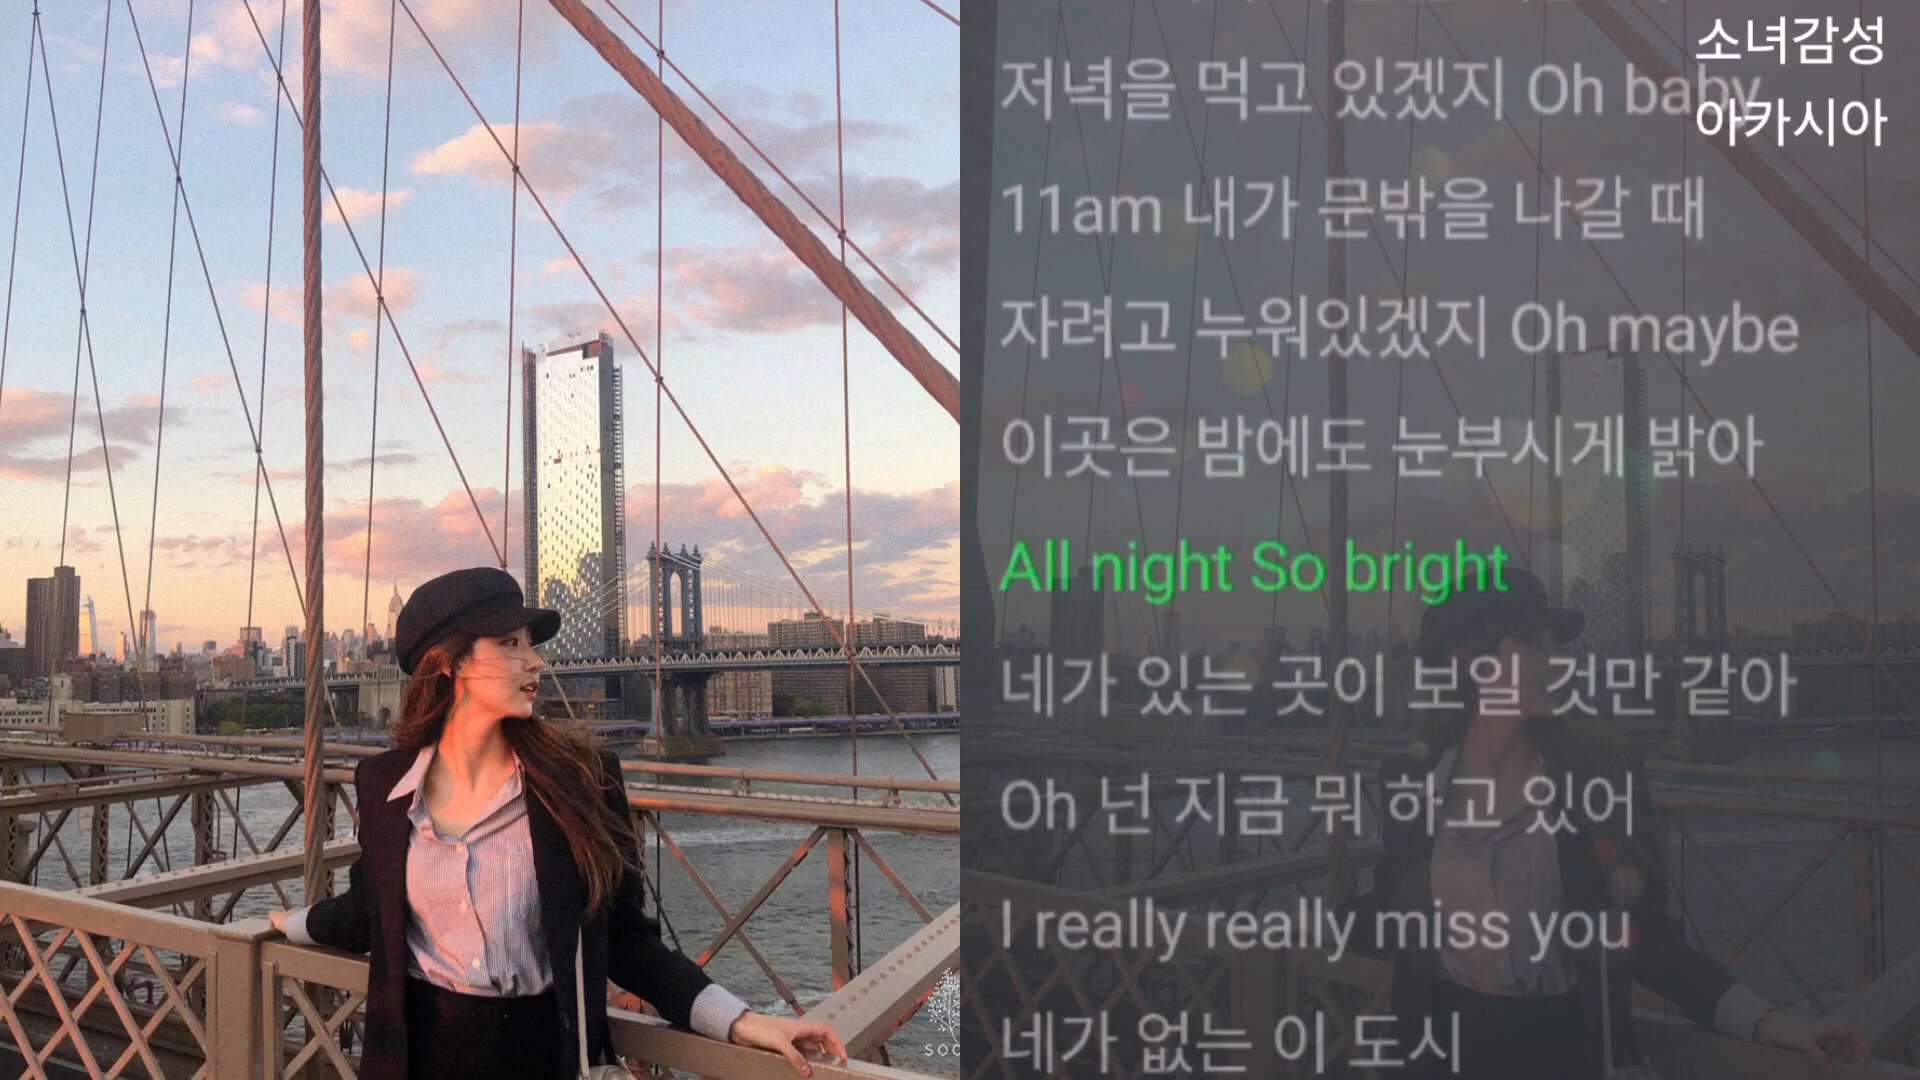 소녀감성
아카시아
저녁을 먹고 있겠지 Oh baby
11am 내가 문밖을 나갈 때
자려고 누워있겠지 Oh maybe
이곳은 밤에도 눈부시게 밝아
All night So bright
네가 있는 곳이 보일 것만 같아
Oh 넌 지금 뭐 하고 있어
I really really miss you
네가 없는 이 도시